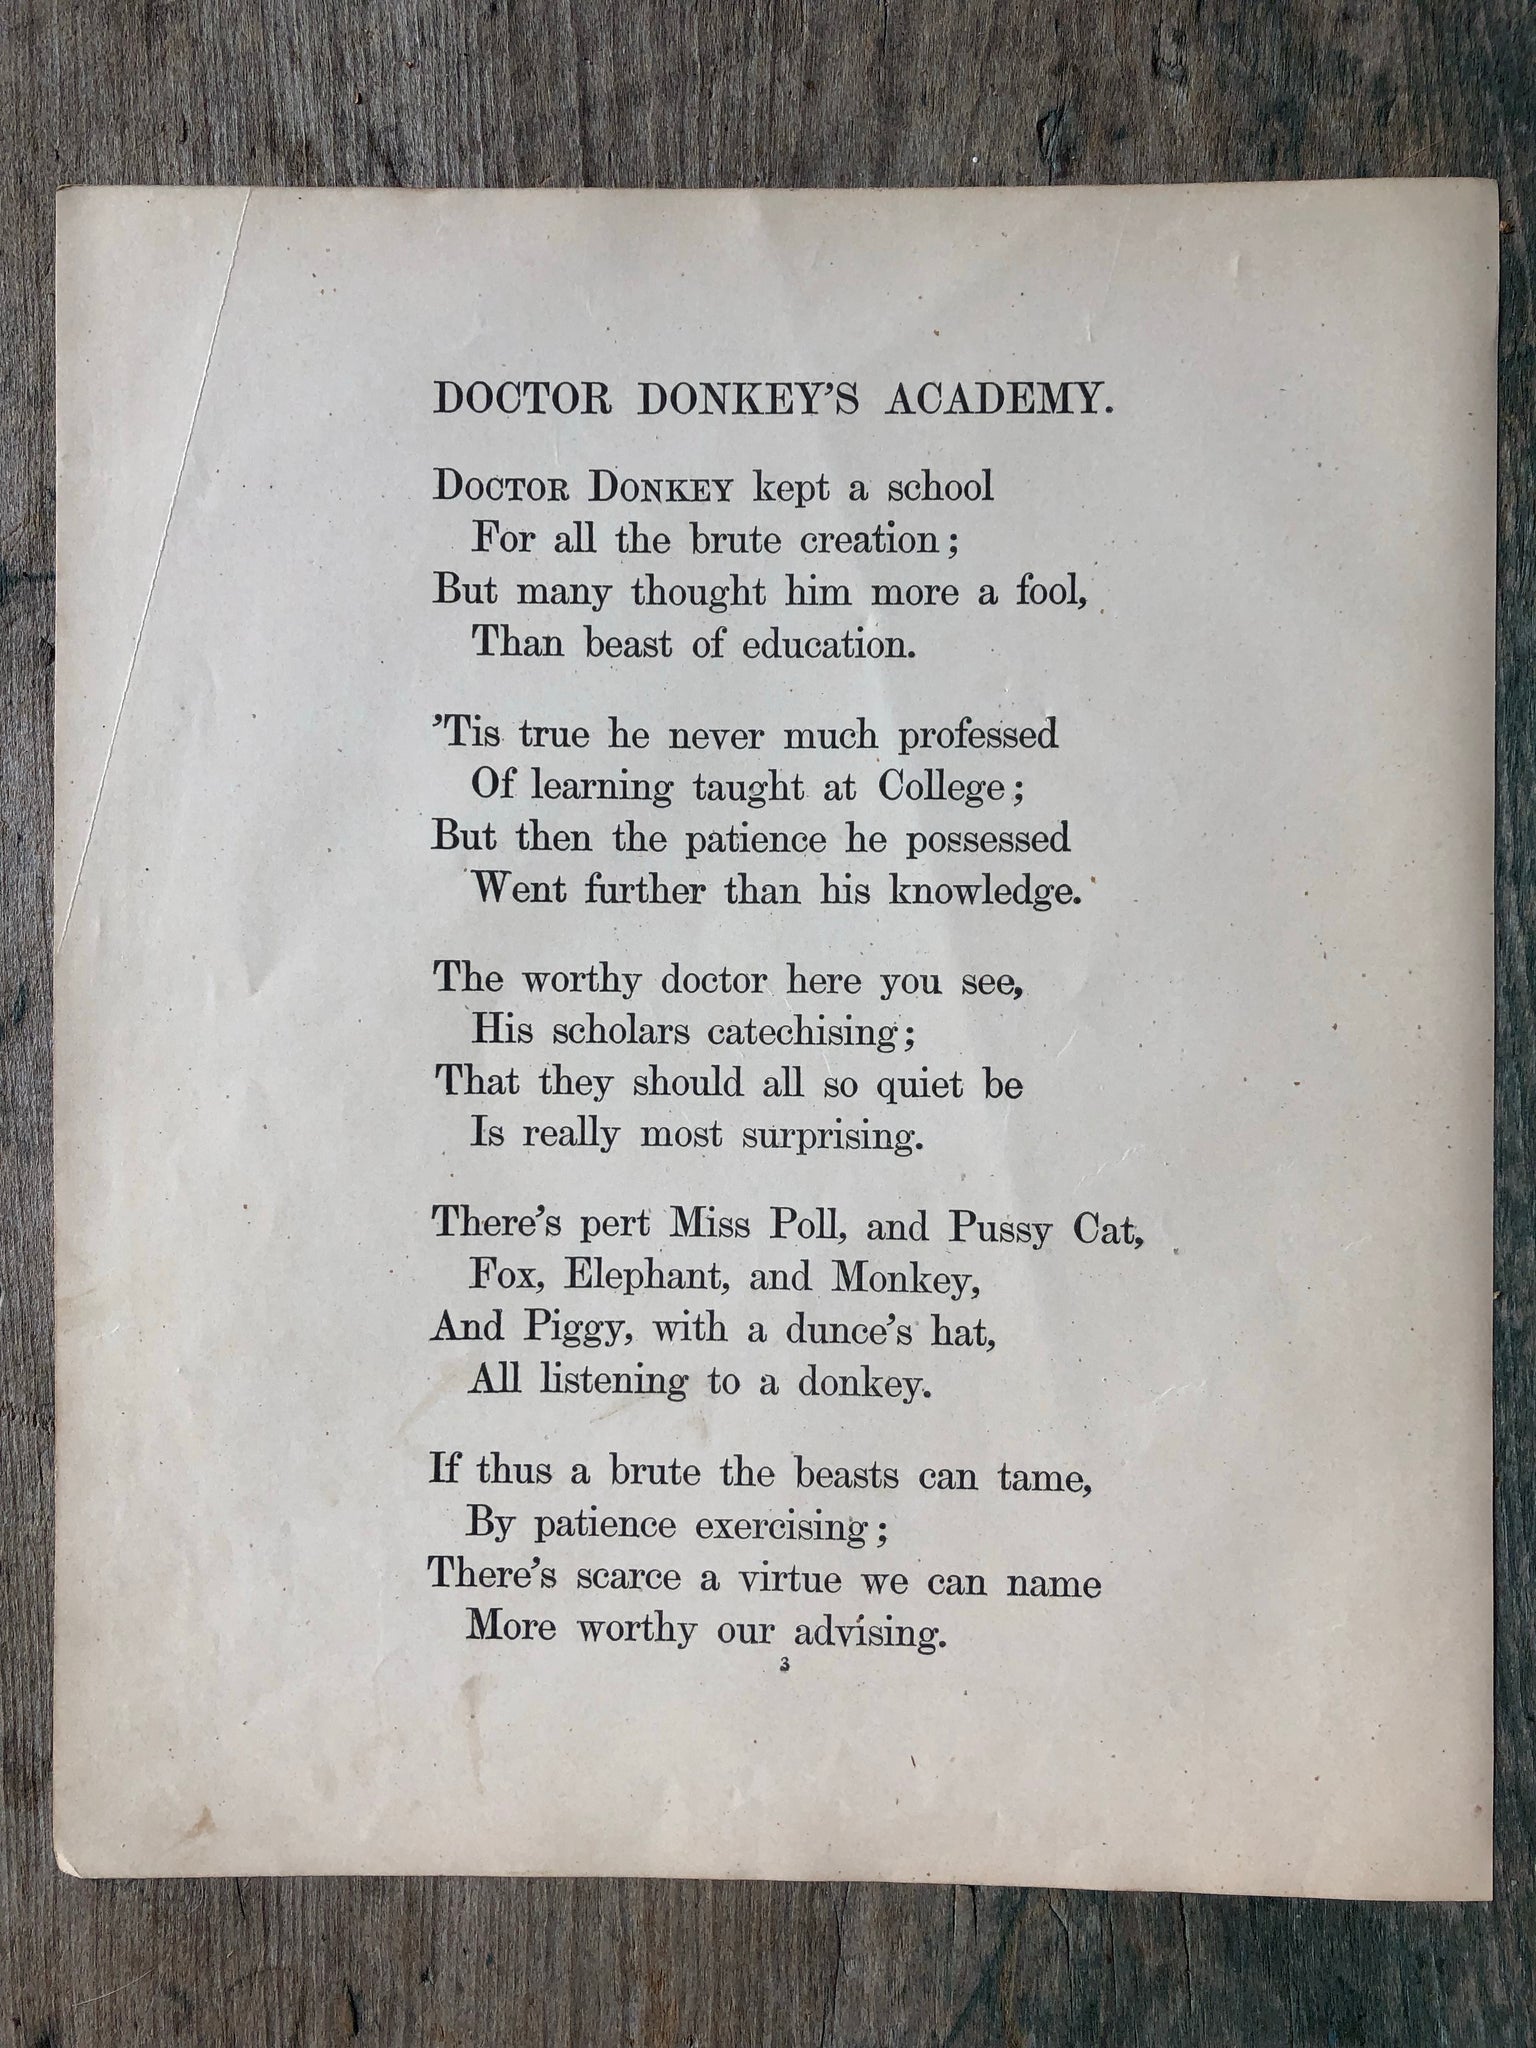 DOCTOR DONKEY'S ACADEMY.
DOCTOR DONKEY kept a school
For all the brute creation;
But many thought him more a fool,
Than beast of education.
'Tis true he never much professed
Of learning taught at College;
But then the patience he possessed
Went further than his knowledge.
The worthy doctor here you see,
His scholars catechising;
That they should all so quiet be
Is really most surprising.
There's pert Miss Poll, and Pussy Cat,
Fox, Elephant, and Monkey,
And Piggy, with a dunce's hat,
All listening to a donkey.
If thus a brute the beasts can tame,
By patience exercising;
There's scarce a virtue we can name
More worthy our advising.
3